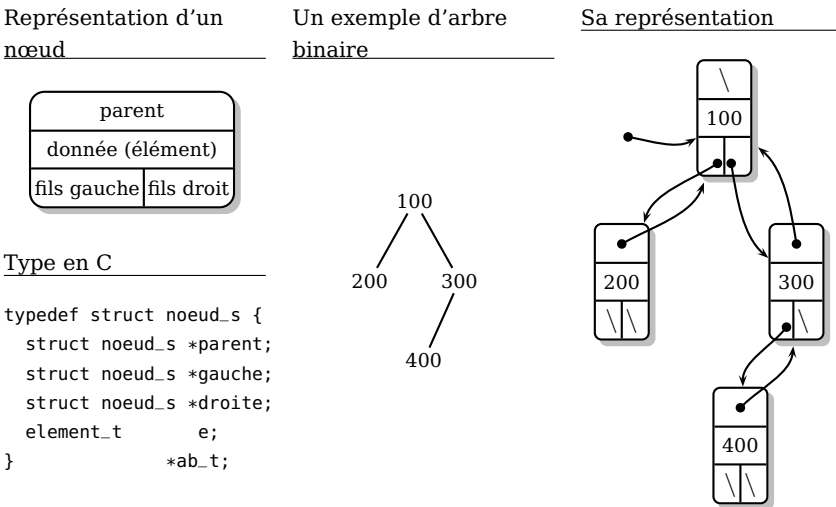 Représentation d'un
nœud
parent
donnée (élément)
fils gauche fils droit
Type en C
typedef struct noeud_s {
  struct noeud_s *parent;
  struct noeud_s *gauche;
  struct noeud_s *droite;
  element_t       e;
}              *ab_t;
Un exemple d'arbre
binaire
100
200 300
400
Sa représentation
\
100
200
\ \
300
\
400
\ \